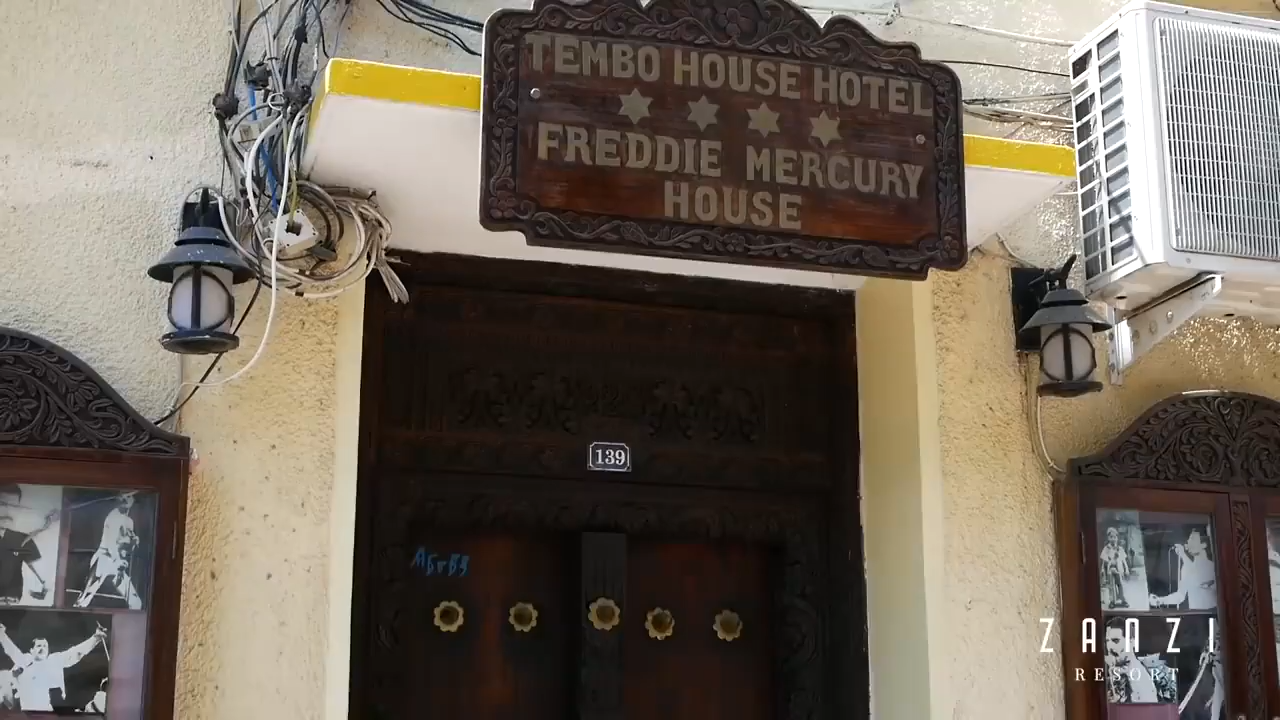 TEMBO HOUSE HOTEL
FREDDIE MERCURY
HOUSE
139
ZANZI
RESORT